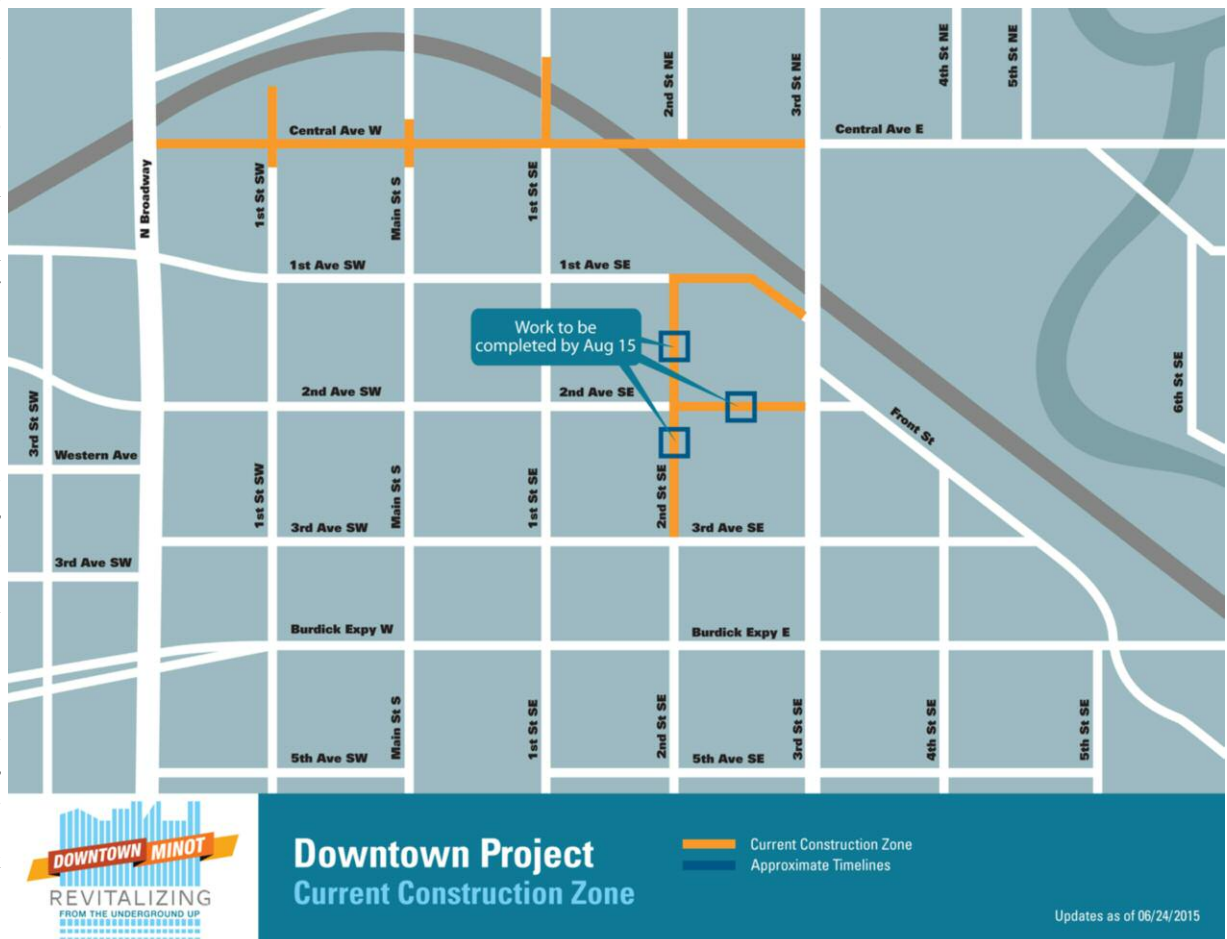 2nd St NE
3rd St NE
4th St NE
5th St NE
Central Ave W
Central Ave E
N Broadway
1st St SW
Main St S
1st St SE
1st Ave SW
1st Ave SE
Work to be
completed by Aug 15
2nd Ave SW
2nd Ave SE
3rd St SW
Western Ave
Front St
6th St SE
1st St SW
Main St S
1st St SE
2nd St SE
3rd Ave SW
3rd Ave SE
3rd Ave SW
Burdick Expy W
Burdick Expy E
Main St S
1st St SE
2nd St SE
3rd St SE
4th St SE
5th St SE
5th Ave SW
5th Ave SE
DOWNTOWN MINOT
REVITALIZING
FROM THE UNDERGROUND UP
Downtown Project
Current Construction Zone
Current Construction Zone
Approximate Timelines
Updates as of 06/24/2015